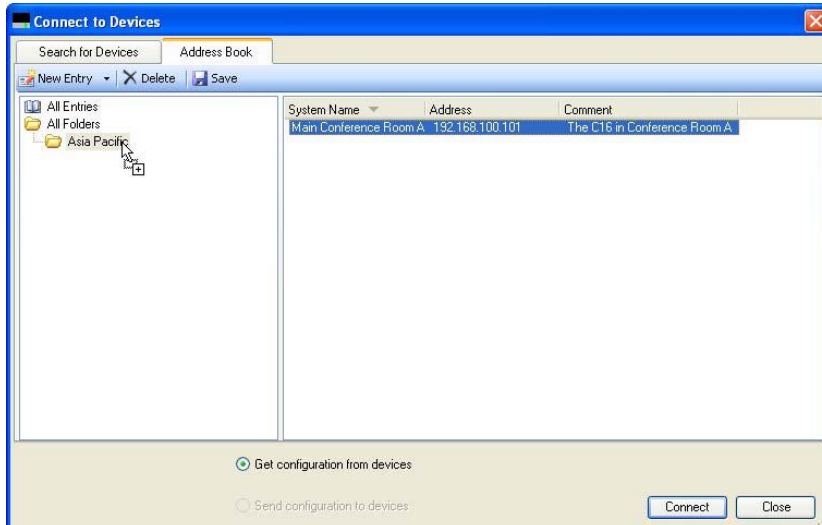 Connect to Devices
Search for Devices Address Book
New Entry Delete Save
All Entries
All Folders
Asia Pacific
System Name Address Comment
Main Conference Room A 192.168.100.101 The C16 in Conference Room A
Get configuration from devices
Send configuration to devices
Connect Close